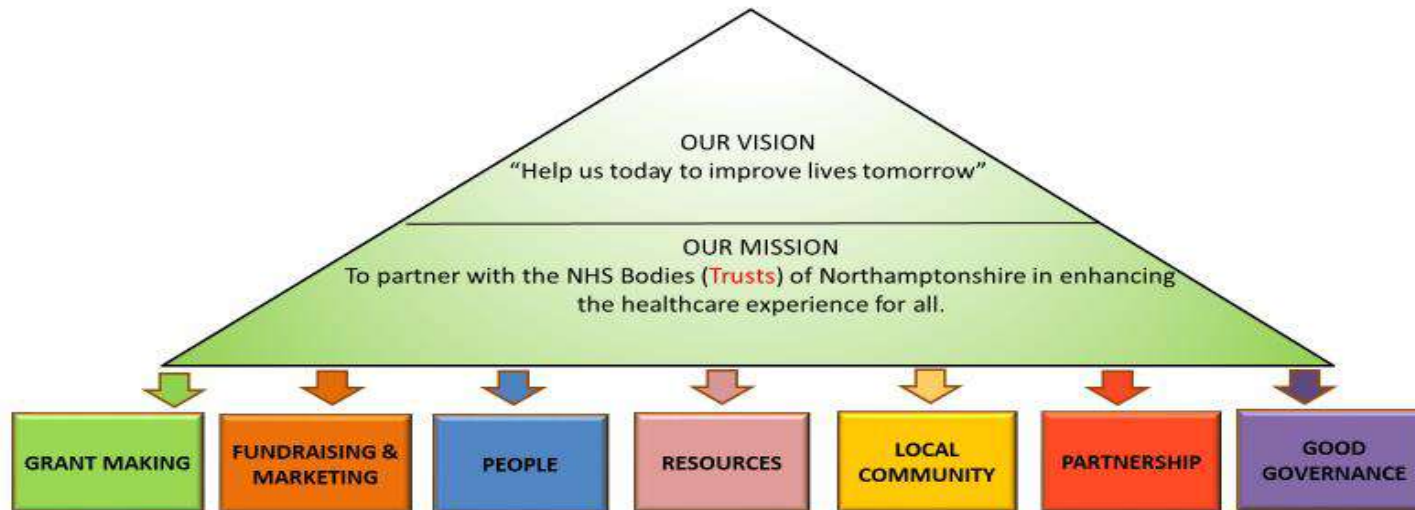 OUR VISION
“Help us today to improve lives tomorrow”
OUR MISSION
To partner with the NHS Bodies (Trusts) of Northamptonshire in enhancing
the healthcare experience for all.
GRANT MAKING
FUNDRAISING &
MARKETING
PEOPLE
RESOURCES
LOCAL
COMMUNITY
PARTNERSHIP
GOOD
GOVERNANCE